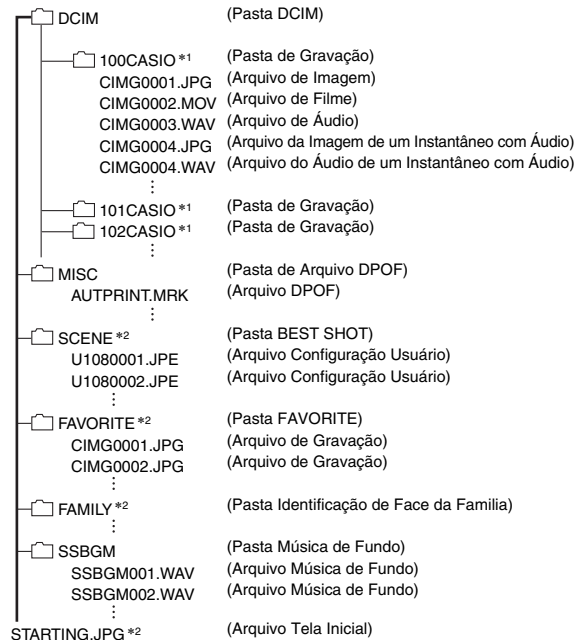 DCIM (Pasta DCIM)
100CASIO *1 (Pasta de Gravação)
CIMG0001.JPG (Arquivo de Imagem)
CIMG0002.MOV (Arquivo de Filme)
CIMG0003.WAV (Arquivo de Áudio)
CIMG0004.JPG (Arquivo da Imagem de um Instantâneo com Áudio)
CIMG0004.WAV (Arquivo do Áudio de um Instantâneo com Áudio)
101CASIO *1 (Pasta de Gravação)
102CASIO *1 (Pasta de Gravação)
MISC (Pasta de Arquivo DPOF)
AUTPRINT.MRK (Arquivo DPOF)
SCENE *2 (Pasta BEST SHOT)
U1080001.JPE (Arquivo Configuração Usuário)
U1080002.JPE (Arquivo Configuração Usuário)
FAVORITE *2 (Pasta FAVORITE)
CIMG0001.JPG (Arquivo de Gravação)
CIMG0002.JPG (Arquivo de Gravação)
FAMILY *2 (Pasta Identificação de Face da Familia)
SSBGM (Pasta Música de Fundo)
SSBGM001.WAV (Arquivo Música de Fundo)
SSBGM002.WAV (Arquivo Música de Fundo)
STARTING.JPG *2 (Arquivo Tela Inicial)